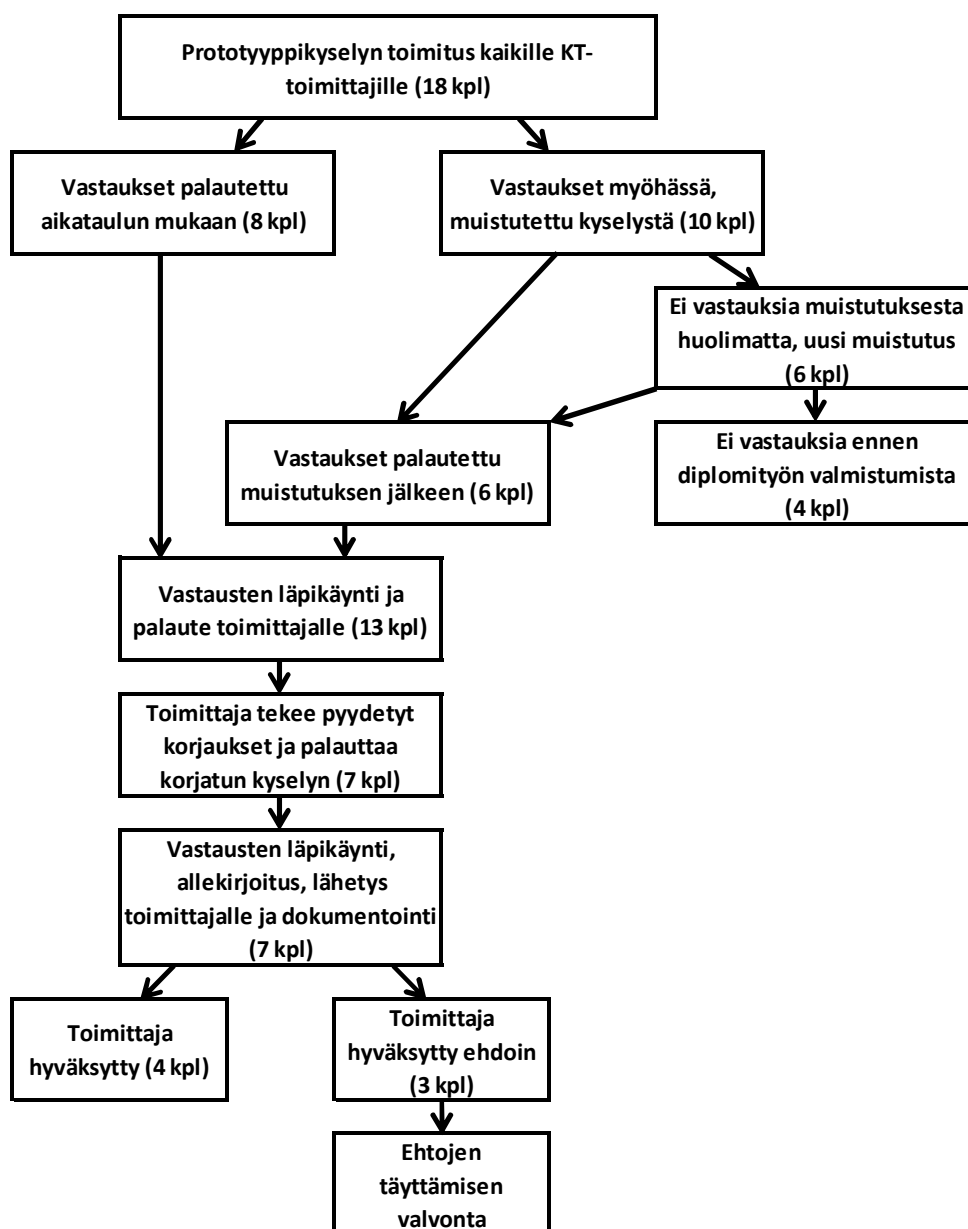 Prototyyppikyselyn toimitus kaikille KT-
toimittajille (18 kpl)
Vastaukset palautettu
aikataulun mukaan (8 kpl)
Vastaukset myöhässä,
muistutettu kyselystä (10 kpl)
Ei vastauksia muistutuksesta
huolimatta, uusi muistutus
(6 kpl)
Vastaukset palautettu
muistutuksen jälkeen (6 kpl)
Ei vastauksia ennen
diplomityön valmistumista
(4 kpl)
Vastausten läpikäynti ja
palaute toimittajalle (13 kpl)
Toimittaja tekee pyydetyt
korjaukset ja palauttaa
korjatun kyselyn (7 kpl)
Vastausten läpikäynti,
allekirjoitus, lähetys
toimittajalle ja dokumentointi
(7 kpl)
Toimittaja
hyväksytty (4 kpl)
Toimittaja
hyväksytty ehdoin
(3 kpl)
Ehtojen
täyttämisen
valvonta